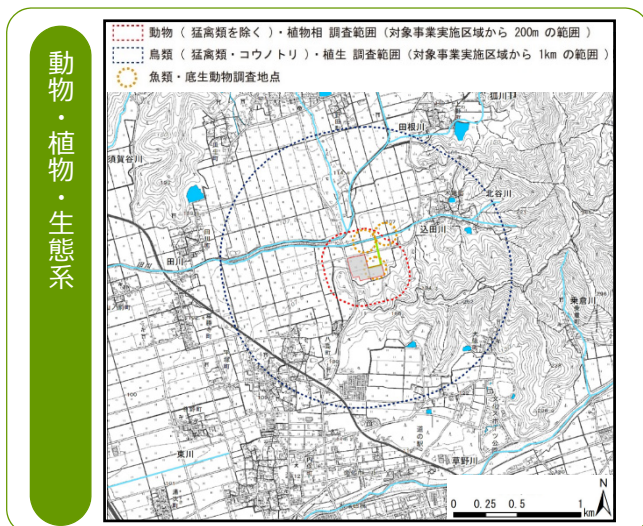 動物・植物・生態系
動物（猛禽類を除く）・植物相 調査範囲（対象事業実施区域から 200m の範囲）
鳥類（猛禽類・コウノトリ）・植生 調査範囲（対象事業実施区域から 1km の範囲）
魚類・底生動物調査地点
田根川
須賀谷川
北谷川
込田川
田川
乗倉川
東川
草野川
N
0 0.25 0.5 1
km